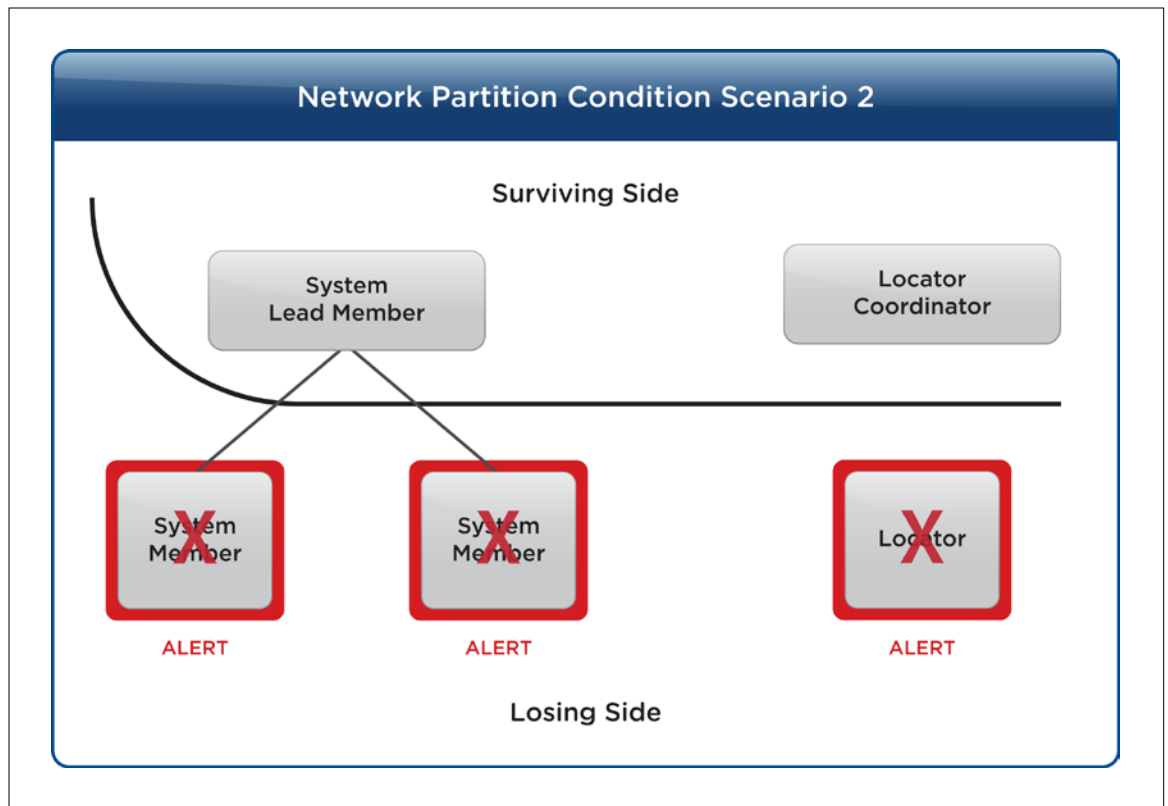 Network Partition Condition Scenario 2
Surviving Side
System
Lead Member
Locator
Coordinator
System
Member
X
ALERT
System
Member
X
ALERT
Locator
X
ALERT
Losing Side